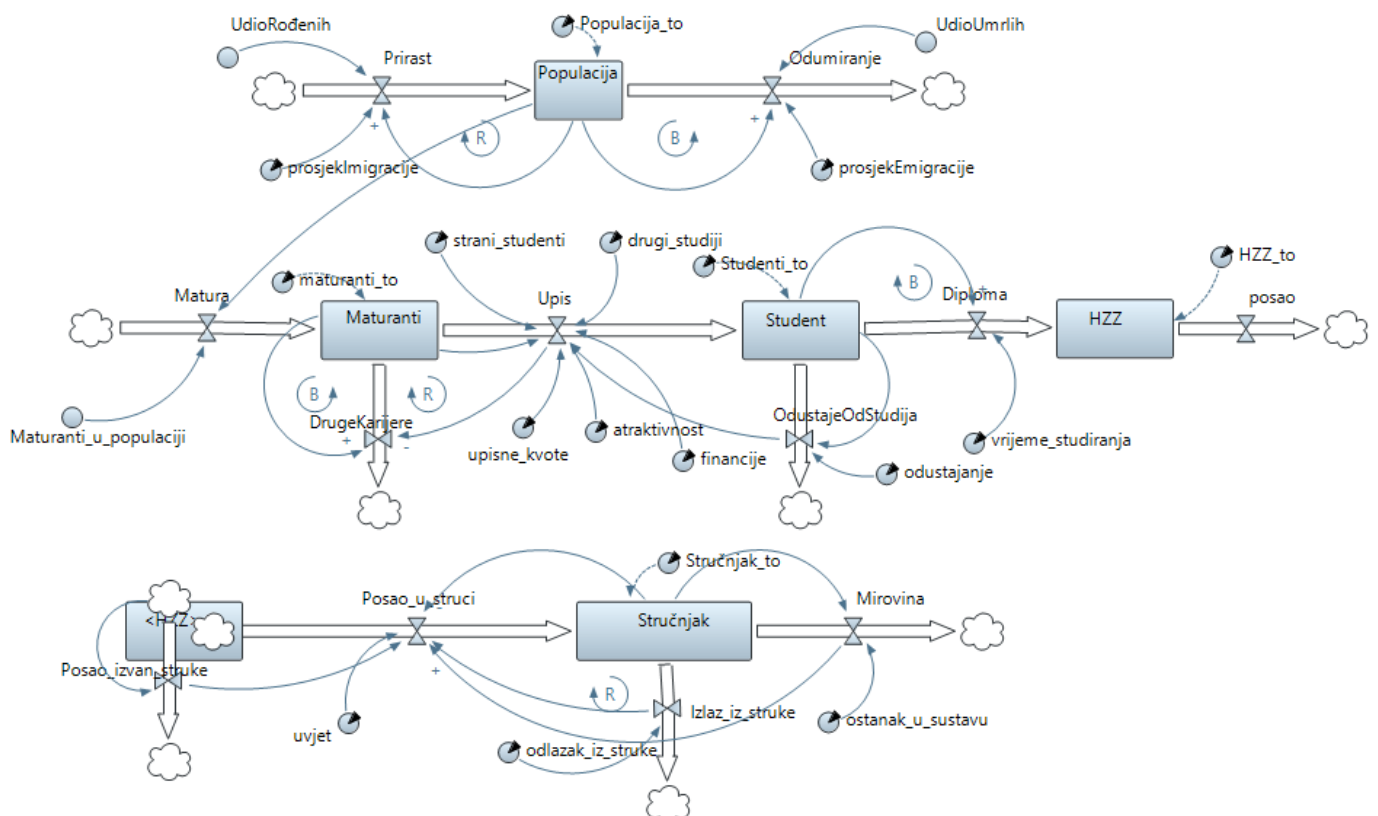 UdioRođenih
Populacija_to
UdioUmrlih
Prirast
Populacija
Odumiranje
+
R
B
+
prosjekImigracije
prosjekEmigracije
strani_studenti
drugi_studiji
Studenti_to
HZZ_to
maturanti_to
B
Matura
Upis
Diploma
+
posao
Maturanti
Student
HZZ
B
R
DrugeKarijere
OdustajeOdStudija
Maturanti_u_populaciji
+
-
upisne_kvote
atraktivnost
financije
odustajanje
vrijeme_studiranja
Stručnjak_to
Posao_u_struci
Mirovina
-
<HZZ>
Stručnjak
Posao_izvan_struke
+
R
uvjet
Izlaz_iz_struke
ostanak_u_sustavu
odlazak_iz_struke